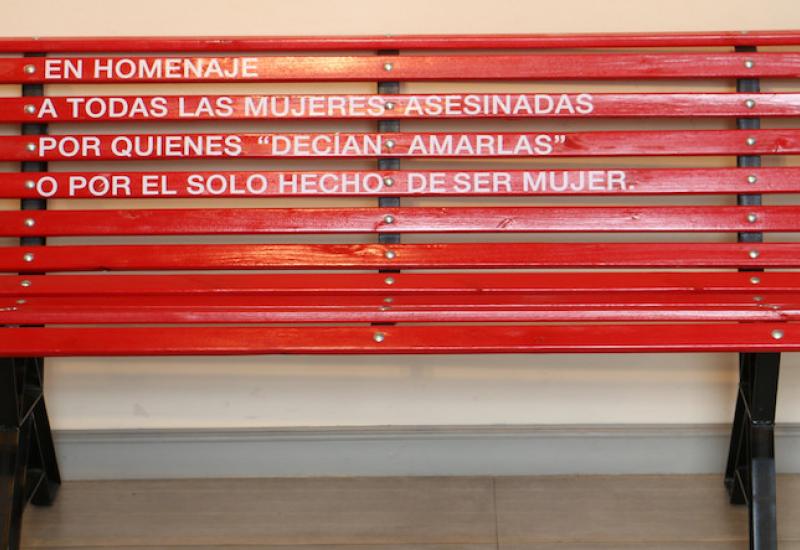 EN HOMENAJE
A TODAS LAS MUJERES ASESINADAS
POR QUIENES “DECÍAN AMARLAS”
O POR EL SOLO HECHO DE SER MUJER.